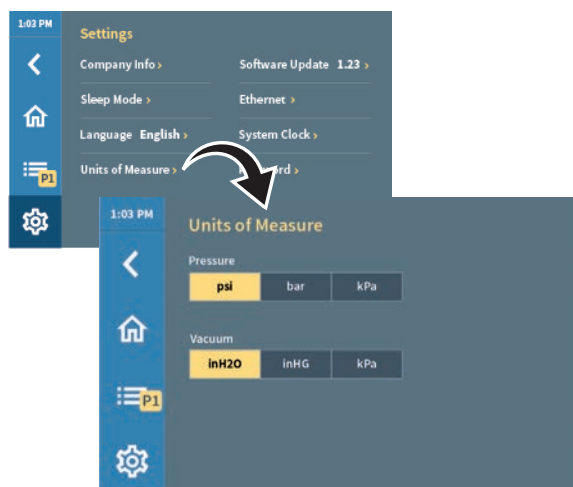 1:03 PM
Settings
Company Info >
Software Update 1.23 >
Sleep Mode >
Ethernet >
Language English >
System Clock >
Units of Measure >
P1
1:03 PM
Units of Measure
Pressure
psi bar kPa
Vacuum
inH2O inHG kPa
P1